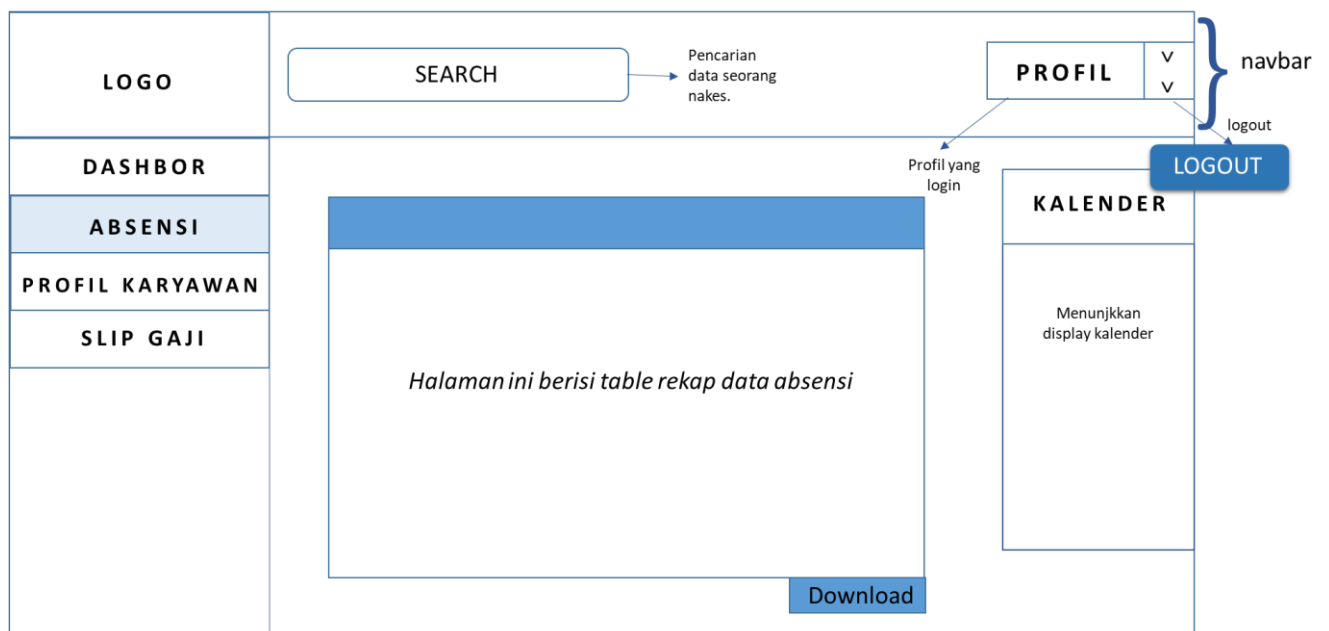 LOGO
SEARCH
Pencarian
data seorang
nakes.
PROFIL
v
v
navbar
logout
LOGOUT
Profil yang
login
DASHBOR
ABSENSI
PROFIL KARYAWAN
SLIP GAJI
KALENDER
Menunjkkan
display kalender
Halaman ini berisi table rekap data absensi
Download